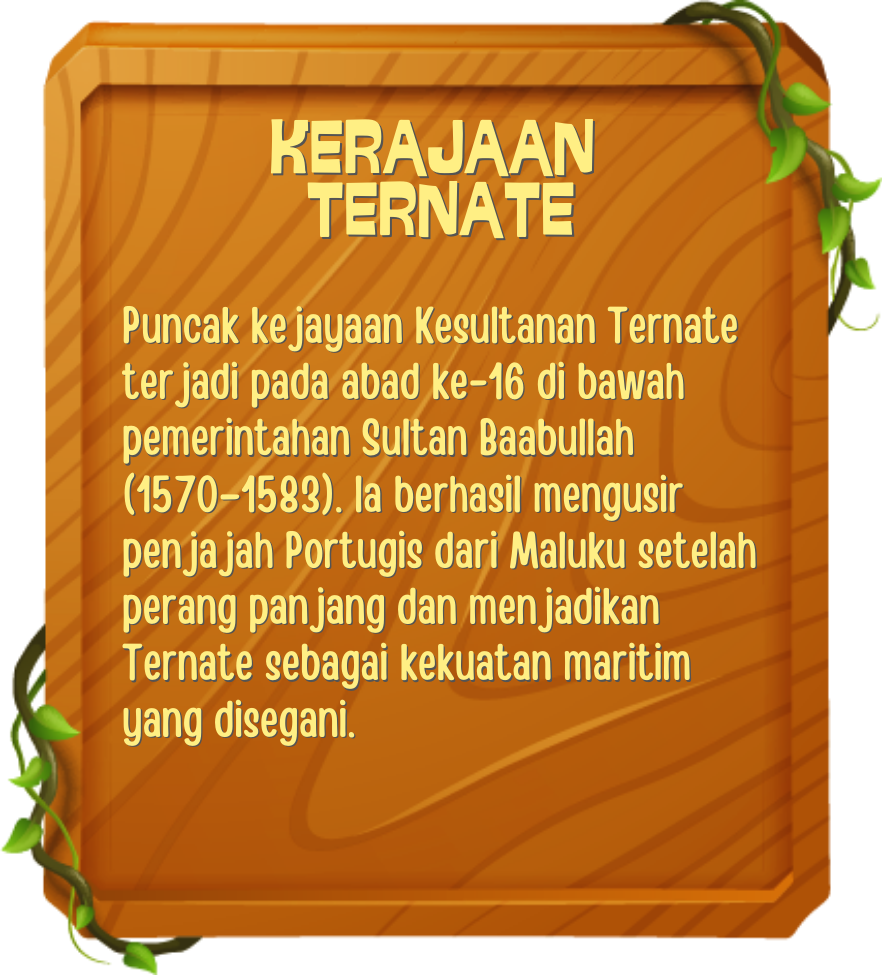 KERAJAAN
TERNATE
Puncak kejayaan Kesultanan Ternate
terjadi pada abad ke-16 di bawah
pemerintahan Sultan Baabullah
(1570-1583). Ia berhasil mengusir
penjajah Portugis dari Maluku setelah
perang panjang dan menjadikan
Ternate sebagai kekuatan maritim
yang disegani.